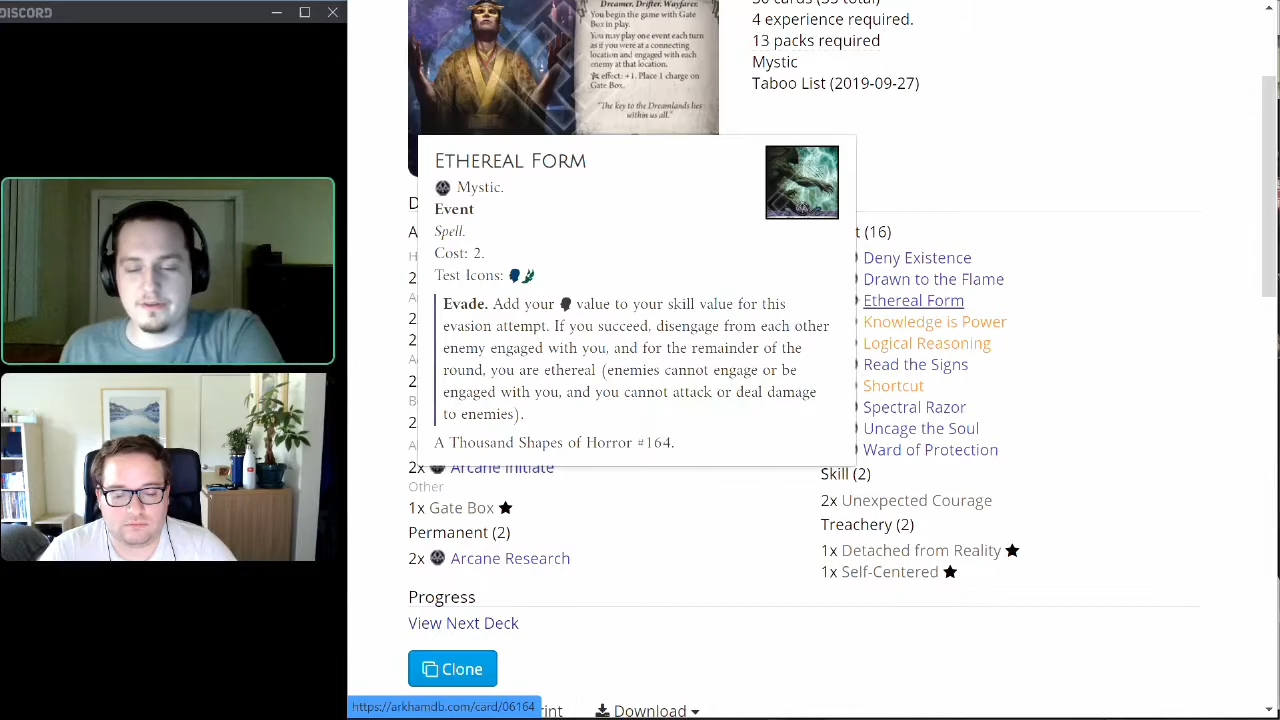 DISCORD
Dreamer. Drifter. Wayfarer.
You begin the game with Gate
Box in play.
You may play one event each turn
as if you were at a connecting
location and engaged with each
enemy at that location.
effect: +1. Place 1 charge on
Gate Box.
"The key to the Dreamlands lies
within us all."
4 experience required.
13 packs required
Mystic
Taboo List (2019-09-27)
ETHEREAL FORM
Mystic.
Event
Spell.
Cost: 2.
Test Icons:
Evade. Add your value to your skill value for this
evasion attempt. If you succeed, disengage from each other
enemy engaged with you, and for the remainder of the
round, you are ethereal (enemies cannot engage or be
engaged with you, and you cannot attack or deal damage
to enemies).
A Thousand Shapes of Horror #164.
2x Arcane Initiate
Other
1x Gate Box
Permanent (2)
2x Arcane Research
(16)
Deny Existence
Drawn to the Flame
Ethereal Form
Knowledge is Power
Logical Reasoning
Read the Signs
Shortcut
Spectral Razor
Uncage the Soul
Ward of Protection
Skill (2)
2x Unexpected Courage
Treachery (2)
1x Detached from Reality
1x Self-Centered
Progress
View Next Deck
Clone
https://arkhamdb.com/card/06164
Download